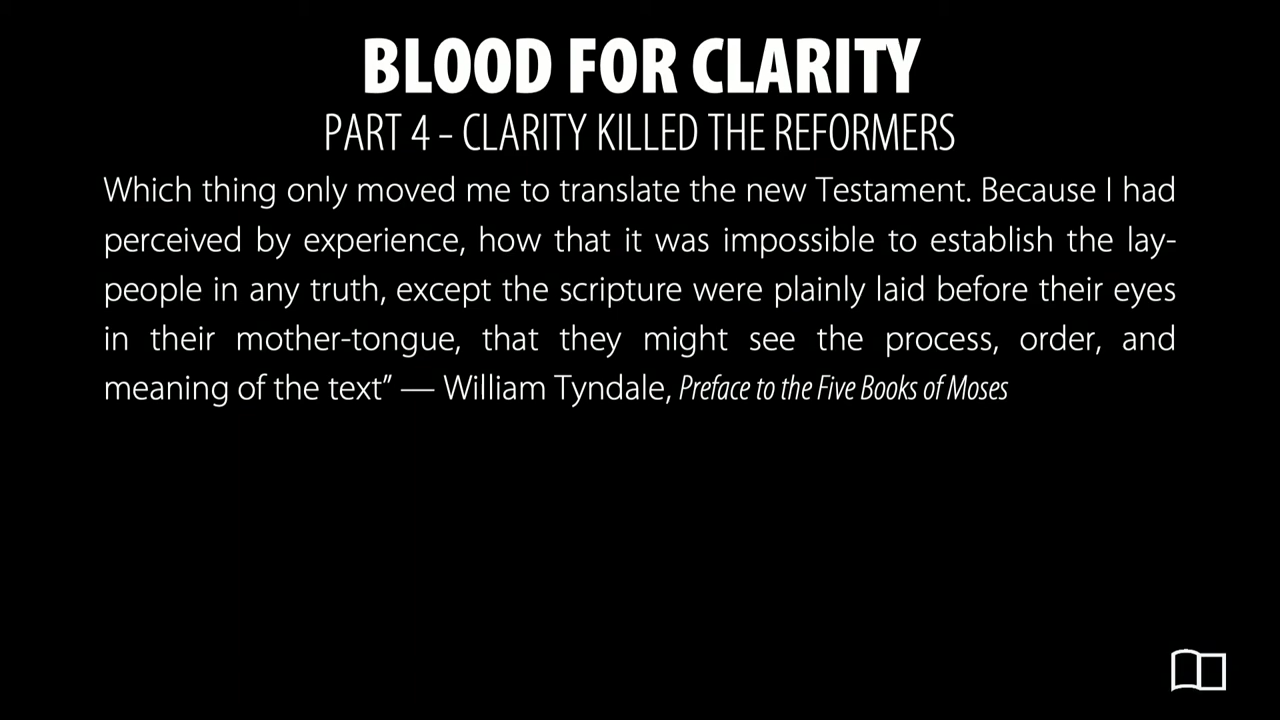 BLOOD FOR CLARITY
PART 4 – CLARITY KILLED THE REFORMERS
Which thing only moved me to translate the new Testament. Because I had
perceived by experience, how that it was impossible to establish the lay-
people in any truth, except the scripture were plainly laid before their eyes
in their mother-tongue, that they might see the process, order, and
meaning of the text” — William Tyndale, Preface to the Five Books of Moses